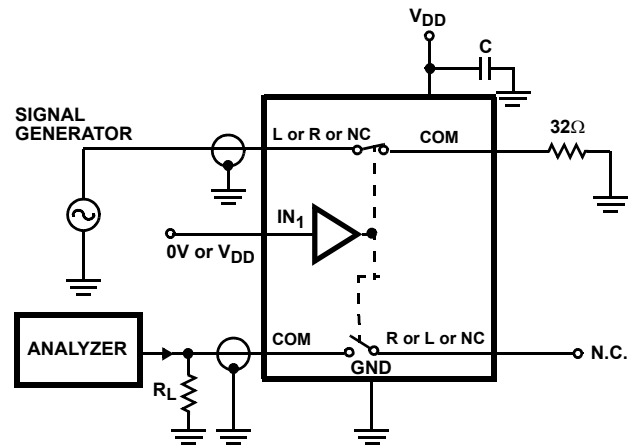 VDD
C
SIGNAL
GENERATOR
L or R or NC
COM
32Ω
IN1
0V or VDD
ANALYZER
COM
R or L or NC
N.C.
GND
RL